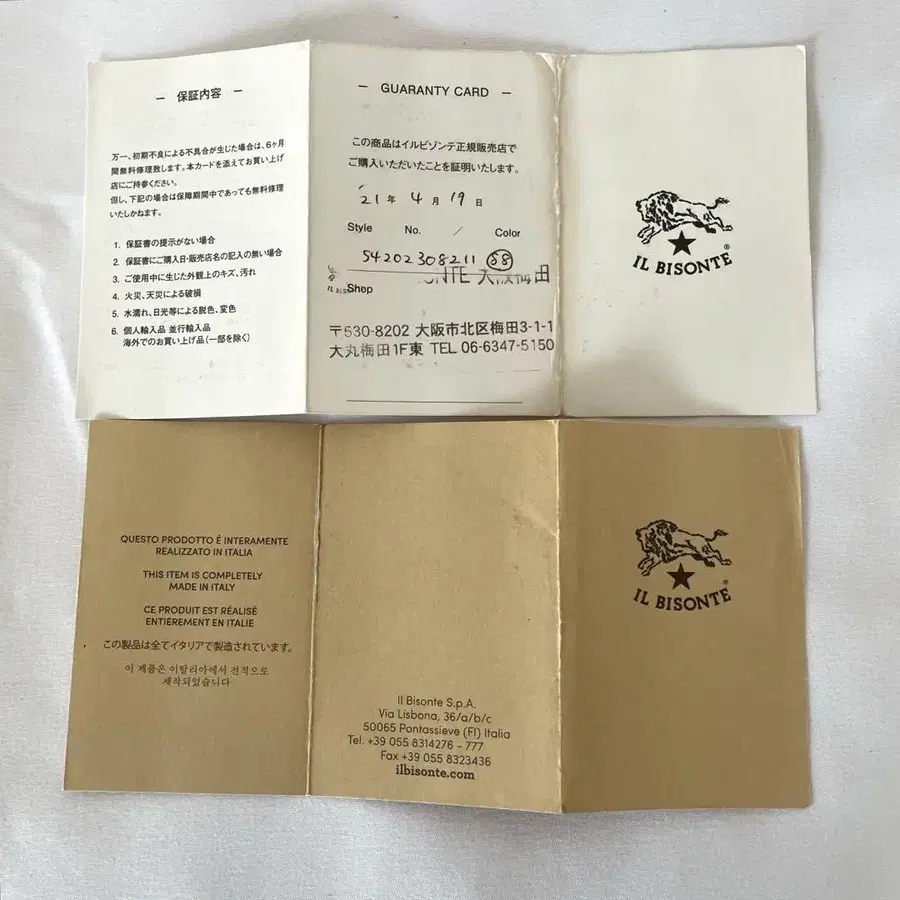 — 保証内容 —
万一、初期不良による不具合が生じた場合は、6ヶ月
間無料修理致します。本カードを添えてお買い上げ
店にご持参ください。
但し、下記の場合は保障期間中であっても無料修理
いたしかねます。
1. 保証書の提示がない場合
2. 保証書にご購入日・販売店名の記入の無い場合
3. ご使用中に生じた外観上のキズ、汚れ
4. 火災、天災による破損
5. 水濡れ、日光等による脱色、変色
6. 個人輸入品 並行輸入品
海外でのお買い上げ品(一部を除く)
— GUARANTY CARD —
この商品はイルビゾンテ正規販売店で
ご購入いただいたことを証明いたします。
21年 4月 19日
Style No. / Color
54202308211 58
ONTE 大阪梅田
Shop
〒530-8202 大阪市北区梅田3-1-1
大丸梅田1F東 TEL 06-6347-5150
IL BISONTE®
QUESTO PRODOTTO É INTERAMENTE
REALIZZATO IN ITALIA
THIS ITEM IS COMPLETELY
MADE IN ITALY
CE PRODUIT EST RÉALISÉ
ENTIEREMENT EN ITALIE
この製品は全てイタリアで製造されています。
이 제품은 이탈리아에서 전적으로
제작되었습니다
Il Bisonte S.p.A.
Via Lisbona, 36/a/b/c
50065 Pontassieve (FI) Italia
Tel. +39 055 8314276 - 777
Fax +39 055 8323436
ilbisonte.com
IL BISONTE®